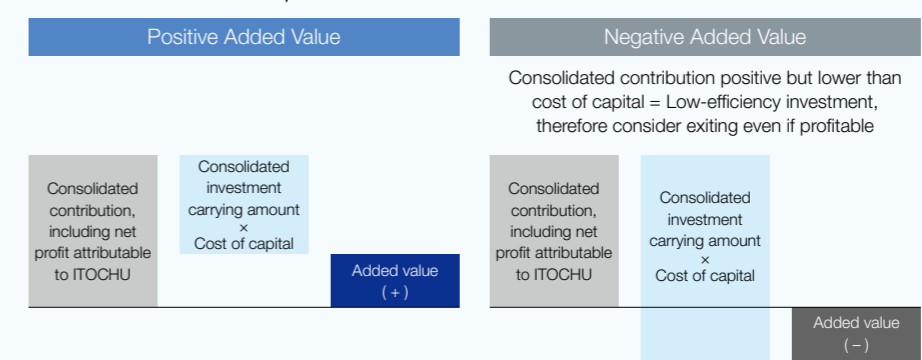 Positive Added Value
Consolidated
contribution,
including net
profit attributable
to ITOCHU
Consolidated
investment
carrying amount
×
Cost of capital
Added value
( + )
Negative Added Value
Consolidated contribution positive but lower than
cost of capital = Low-efficiency investment,
therefore consider exiting even if profitable
Consolidated
contribution,
including net
profit attributable
to ITOCHU
Consolidated
investment
carrying amount
×
Cost of capital
Added value
( – )